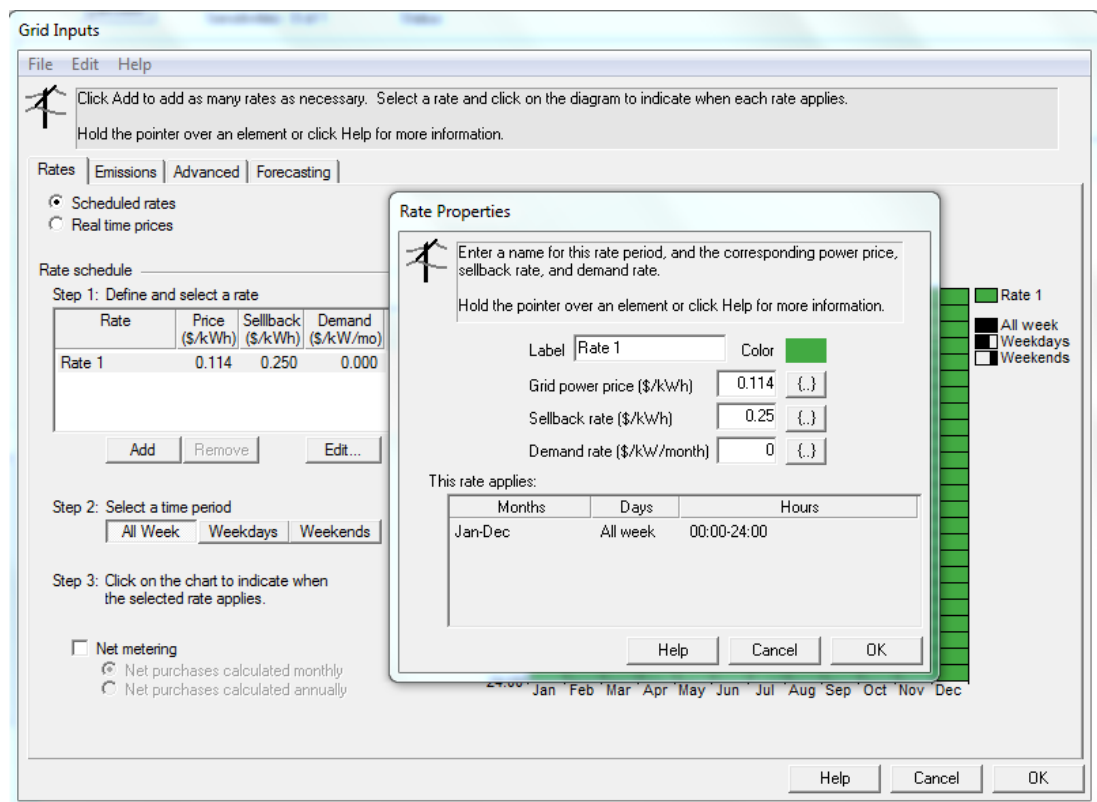 Grid Inputs
File Edit Help
Click Add to add as many rates as necessary. Select a rate and click on the diagram to indicate when each rate applies.
Hold the pointer over an element or click Help for more information.
Rates Emissions Advanced Forecasting
Scheduled rates
Real time prices
Rate schedule
Step 1: Define and select a rate
Rate Price Sellback Demand
($/kWh) ($/kWh) ($/kW/mo)
Rate 1 0.114 0.250 0.000
Add Remove Edit...
Step 2: Select a time period
All Week Weekdays Weekends
Step 3: Click on the chart to indicate when
the selected rate applies.
Net metering
Net purchases calculated monthly
Net purchases calculated annually
Rate Properties
Enter a name for this rate period, and the corresponding power price,
sellback rate, and demand rate.
Hold the pointer over an element or click Help for more information.
Label Rate 1 Color
Grid power price ($/kWh) 0.114 {..}
Sellback rate ($/kWh) 0.25 {..}
Demand rate ($/kW/month) 0 {..}
This rate applies:
Months Days Hours
Jan-Dec All week 00:00-24:00
Help Cancel OK
Rate 1
All week
Weekdays
Weekends
24:00
Jan Feb Mar Apr May Jun Jul Aug Sep Oct Nov Dec
Help Cancel OK